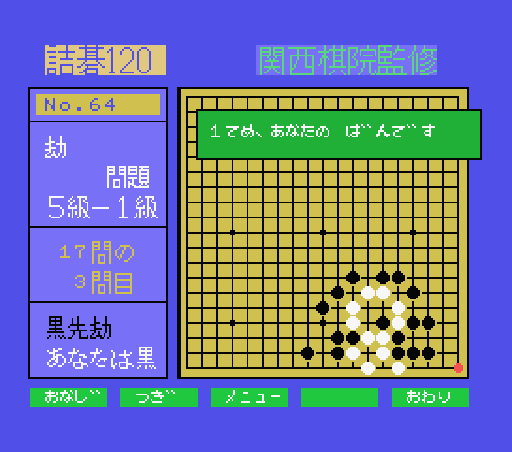 詰碁120
関西棋院監修
No.64
1てめ、あなたの ばんです
劫
問題
5級－1級
17問の
3問目
黒先劫
あなたは黒
おなじ
つぎ
メニュー
おわり